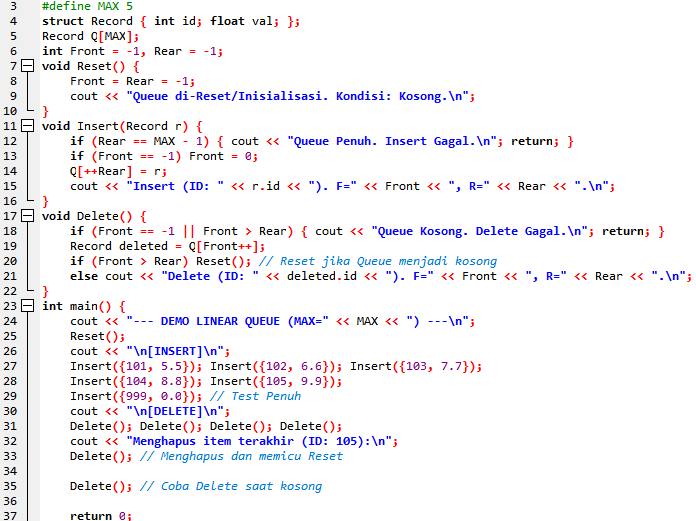 3 #define MAX 5
4 struct Record { int id; float val; };
5 Record Q[MAX];
6 int Front = -1, Rear = -1;
7 void Reset() {
8     Front = Rear = -1;
9     cout << "Queue di-Reset/Inisialisasi. Kondisi: Kosong.\n";
10 }
11 void Insert(Record r) {
12     if (Rear == MAX - 1) { cout << "Queue Penuh. Insert Gagal.\n"; return; }
13     if (Front == -1) Front = 0;
14     Q[++Rear] = r;
15     cout << "Insert (ID: " << r.id << "). F=" << Front << ", R=" << Rear << ".\n";
16 }
17 void Delete() {
18     if (Front == -1 || Front > Rear) { cout << "Queue Kosong. Delete Gagal.\n"; return; }
19     Record deleted = Q[Front++];
20     if (Front > Rear) Reset(); // Reset jika Queue menjadi kosong
21     else cout << "Delete (ID: " << deleted.id << "). F=" << Front << ", R=" << Rear << ".\n";
22 }
23 int main() {
24     cout << "--- DEMO LINEAR QUEUE (MAX=" << MAX << ") ---\n";
25     Reset();
26     cout << "\n[INSERT]\n";
27     Insert({101, 5.5}); Insert({102, 6.6}); Insert({103, 7.7});
28     Insert({104, 8.8}); Insert({105, 9.9});
29     Insert({999, 0.0}); // Test Penuh
30     cout << "\n[DELETE]\n";
31     Delete(); Delete(); Delete(); Delete();
32     cout << "Menghapus item terakhir (ID: 105):\n";
33     Delete(); // Menghapus dan memicu Reset
34
35     Delete(); // Coba Delete saat kosong
36
37     return 0;